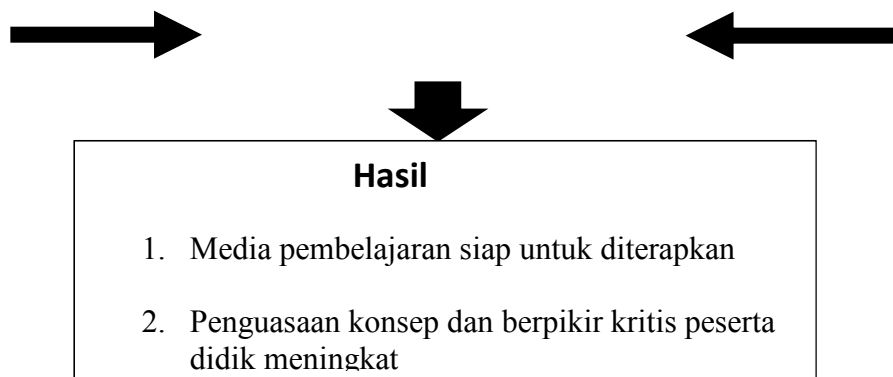 Hasil
1. Media pembelajaran siap untuk diterapkan
2. Penguasaan konsep dan berpikir kritis peserta
didik meningkat